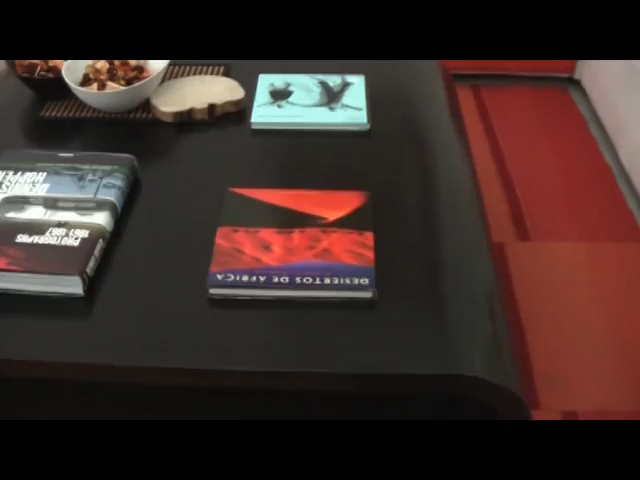 DENNIS HOPPER
PHOTOGRAPHS
1961-1967
DESIERTOS DE AFRICA